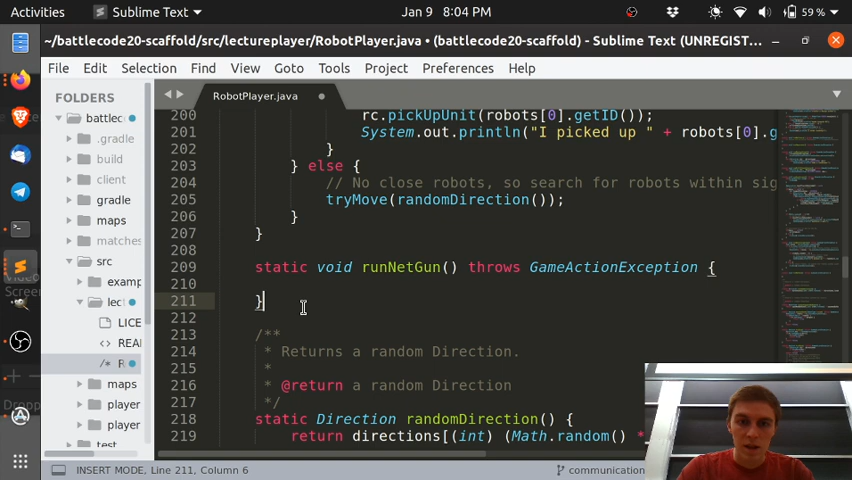 Activities Sublime Text Jan 9 8:04 PM 59 %
~/battlecode20-scaffold/src/lectureplayer/RobotPlayer.java • (battlecode20-scaffold) - Sublime Text (UNREGIST...
File Edit Selection Find View Goto Tools Project Preferences Help
FOLDERS
battlec
.gradle
build
client
gradle
maps
matches
src
examp
lect
LICE
REA
/* R
maps
player
player
test
RobotPlayer.java
200 rc.pickUpUnit(robots[0].getID());
201 System.out.println("I picked up " + robots[0].g
202 }
203 } else {
204 // No close robots, so search for robots within sig
205 tryMove(randomDirection());
206 }
207 }
208
209 static void runNetGun() throws GameActionException {
210
211 }
212
213 /**
214 * Returns a random Direction.
215 *
216 * @return a random Direction
217 */
218 static Direction randomDirection() {
219 return directions[(int) (Math.random() *
INSERT MODE, Line 211, Column 6
communication